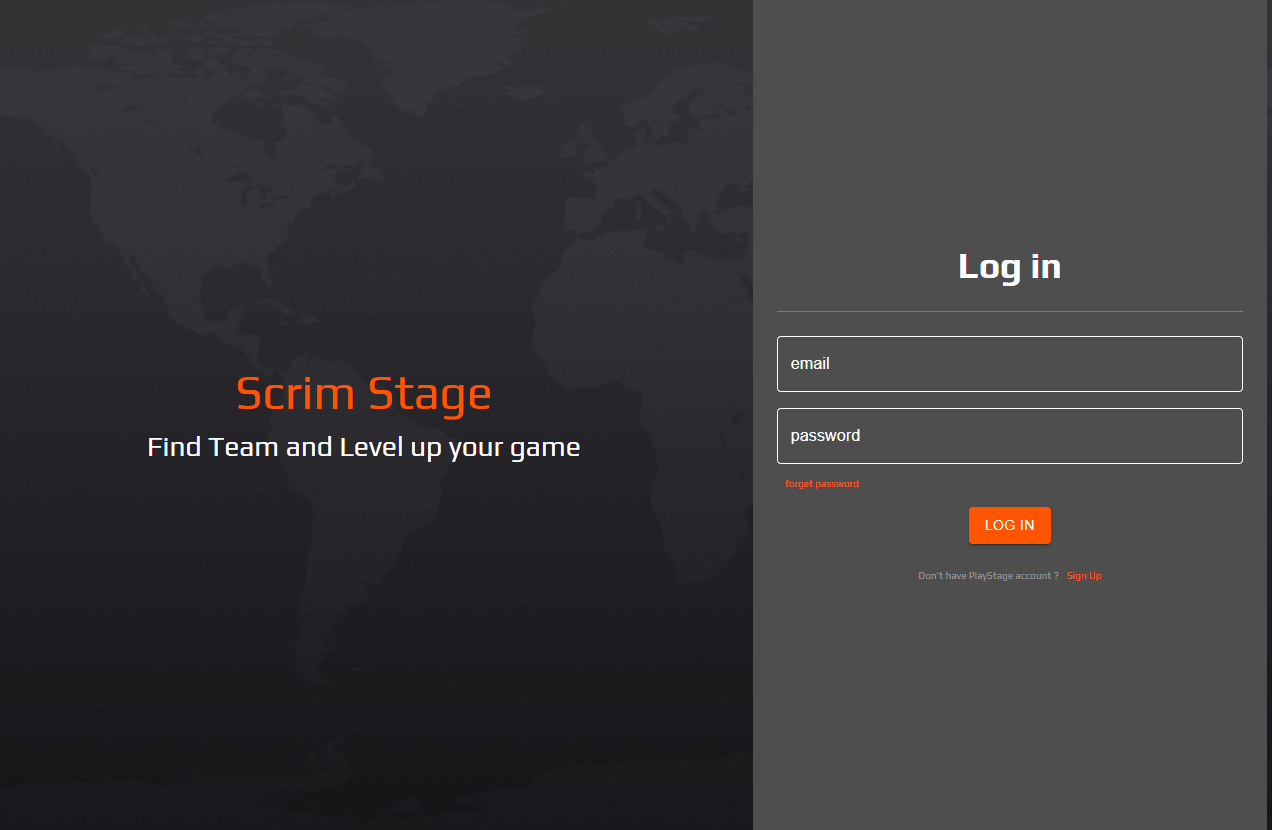 Scrim Stage
Find Team and Level up your game
Log in
email
password
forget password
LOG IN
Don't have PlayStage account ? Sign Up